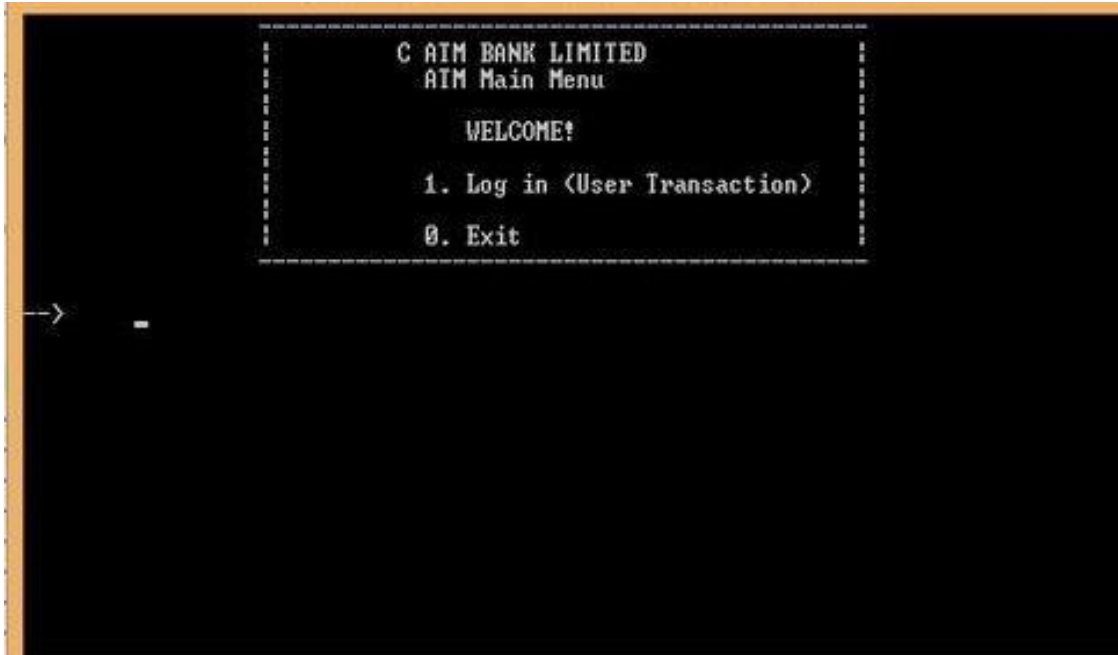 C ATM BANK LIMITED
ATM Main Menu
WELCOME!
1. Log in (User Transaction)
0. Exit
-->